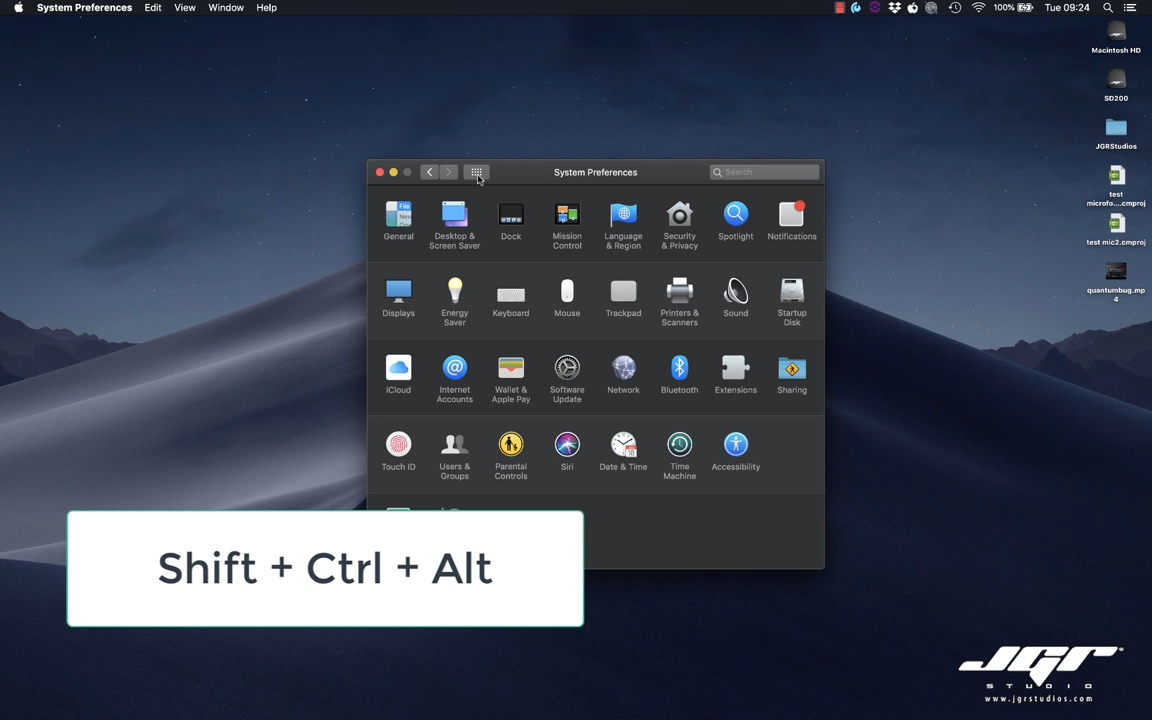 System Preferences Edit View Window Help
100% Tue 09:24
Macintosh HD
SD200
JGRStudios
test
microfo....cmproj
test mic2.cmproj
quantumbug.mp
4
System Preferences
Search
General
Desktop &
Screen Saver
Dock
Mission
Control
Language
& Region
Security
& Privacy
Spotlight
Notifications
Displays
Energy
Saver
Keyboard
Mouse
Trackpad
Printers &
Scanners
Sound
Startup
Disk
iCloud
Internet
Accounts
Wallet &
Apple Pay
Software
Update
Network
Bluetooth
Extensions
Sharing
Touch ID
Users &
Groups
Parental
Controls
Siri
Date & Time
Time
Machine
Accessibility
Shift + Ctrl + Alt
JGR
STUDIO
www.jgrstudios.com